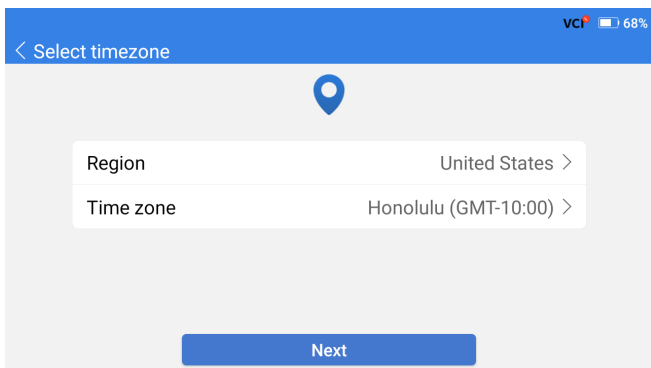 VCI 68%
< Select timezone
Region United States >
Time zone Honolulu (GMT-10:00) >
Next